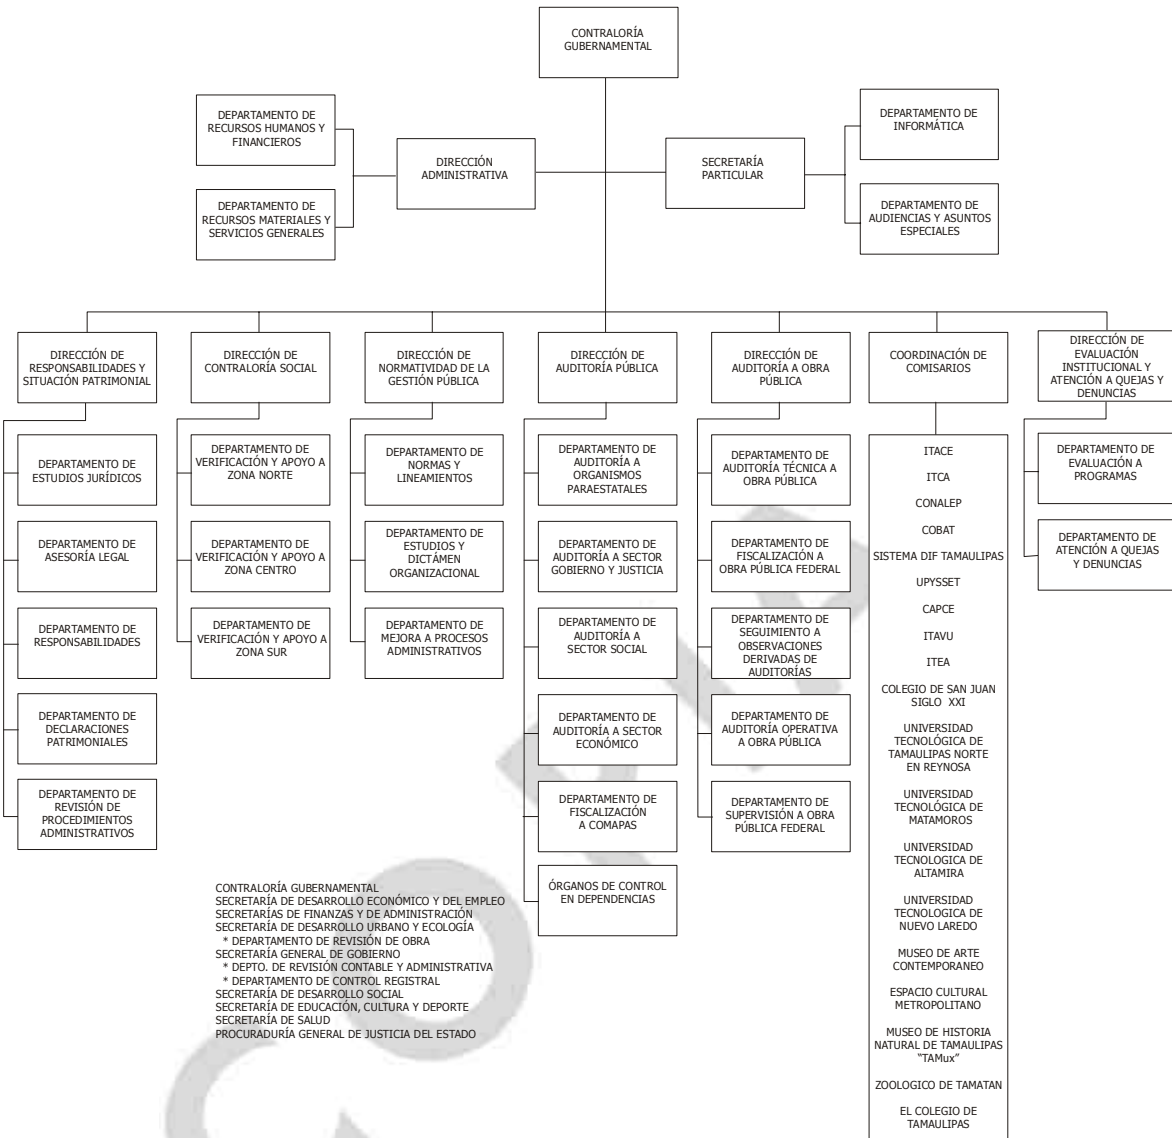 CONTRALORÍA
GUBERNAMENTAL
DEPARTAMENTO DE
RECURSOS HUMANOS Y
FINANCIEROS
DIRECCIÓN
ADMINISTRATIVA
DEPARTAMENTO DE
RECURSOS MATERIALES Y
SERVICIOS GENERALES
SECRETARÍA
PARTICULAR
DEPARTAMENTO DE
INFORMÁTICA
DEPARTAMENTO DE
AUDIENCIAS Y ASUNTOS
ESPECIALES
DIRECCIÓN DE
RESPONSABILIDADES Y
SITUACIÓN PATRIMONIAL
DEPARTAMENTO DE
ESTUDIOS JURÍDICOS
DEPARTAMENTO DE
ASESORÍA LEGAL
DEPARTAMENTO DE
RESPONSABILIDADES
DEPARTAMENTO DE
DECLARACIONES
PATRIMONIALES
DEPARTAMENTO DE
REVISIÓN DE
PROCEDIMIENTOS
ADMINISTRATIVOS
DIRECCIÓN DE
CONTRALORÍA SOCIAL
DEPARTAMENTO DE
VERIFICACIÓN Y APOYO A
ZONA NORTE
DEPARTAMENTO DE
VERIFICACIÓN Y APOYO A
ZONA CENTRO
DEPARTAMENTO DE
VERIFICACIÓN Y APOYO A
ZONA SUR
DIRECCIÓN DE
NORMATIVIDAD DE LA
GESTIÓN PÚBLICA
DEPARTAMENTO DE
NORMAS Y
LINEAMIENTOS
DEPARTAMENTO DE
ESTUDIOS Y
DICTÁMEN
ORGANIZACIONAL
DEPARTAMENTO DE
MEJORA A PROCESOS
ADMINISTRATIVOS
DIRECCIÓN DE
AUDITORÍA PÚBLICA
DEPARTAMENTO DE
AUDITORÍA A
ORGANISMOS
PARAESTATALES
DEPARTAMENTO DE
AUDITORÍA A SECTOR
GOBIERNO Y JUSTICIA
DEPARTAMENTO DE
AUDITORÍA A
SECTOR SOCIAL
DEPARTAMENTO DE
AUDITORÍA A SECTOR
ECONÓMICO
DEPARTAMENTO DE
FISCALIZACIÓN
A COMAPAS
ÓRGANOS DE CONTROL
EN DEPENDENCIAS
DIRECCIÓN DE
AUDITORÍA A OBRA
PÚBLICA
DEPARTAMENTO DE
AUDITORÍA TÉCNICA A
OBRA PÚBLICA
DEPARTAMENTO DE
FISCALIZACIÓN A
OBRA PÚBLICA FEDERAL
DEPARTAMENTO DE
SEGUIMIENTO A
OBSERVACIONES
DERIVADAS DE
AUDITORÍAS
DEPARTAMENTO DE
AUDITORÍA OPERATIVA
A OBRA PÚBLICA
DEPARTAMENTO DE
SUPERVISIÓN A OBRA
PÚBLICA FEDERAL
COORDINACIÓN DE
COMISARIOS
ITACE
ITCA
CONALEP
COBAT
SISTEMA DIF TAMAULIPAS
UPYSSET
CAPCE
ITAVU
ITEA
COLEGIO DE SAN JUAN
SIGLO XXI
UNIVERSIDAD
TECNOLÓGICA DE
TAMAULIPAS NORTE
EN REYNOSA
UNIVERSIDAD
TECNOLÓGICA DE
MATAMOROS
UNIVERSIDAD
TECNOLOGICA DE
ALTAMIRA
UNIVERSIDAD
TECNOLOGICA DE
NUEVO LAREDO
MUSEO DE ARTE
CONTEMPORANEO
ESPACIO CULTURAL
METROPOLITANO
MUSEO DE HISTORIA
NATURAL DE TAMAULIPAS
"TAMux"
ZOOLOGICO DE TAMATAN
EL COLEGIO DE
TAMAULIPAS
DIRECCIÓN DE
EVALUACIÓN
INSTITUCIONAL Y
ATENCIÓN A QUEJAS Y
DENUNCIAS
DEPARTAMENTO DE
EVALUACIÓN A
PROGRAMAS
DEPARTAMENTO DE
ATENCIÓN A QUEJAS
Y DENUNCIAS
CONTRALORÍA GUBERNAMENTAL
SECRETARÍA DE DESARROLLO ECONÓMICO Y DEL EMPLEO
SECRETARÍAS DE FINANZAS Y DE ADMINISTRACIÓN
SECRETARÍA DE DESARROLLO URBANO Y ECOLOGÍA
* DEPARTAMENTO DE REVISIÓN DE OBRA
SECRETARÍA GENERAL DE GOBIERNO
* DEPTO. DE REVISIÓN CONTABLE Y ADMINISTRATIVA
* DEPARTAMENTO DE CONTROL REGISTRAL
SECRETARÍA DE DESARROLLO SOCIAL
SECRETARÍA DE EDUCACIÓN, CULTURA Y DEPORTE
SECRETARÍA DE SALUD
PROCURADURÍA GENERAL DE JUSTICIA DEL ESTADO
COPIA